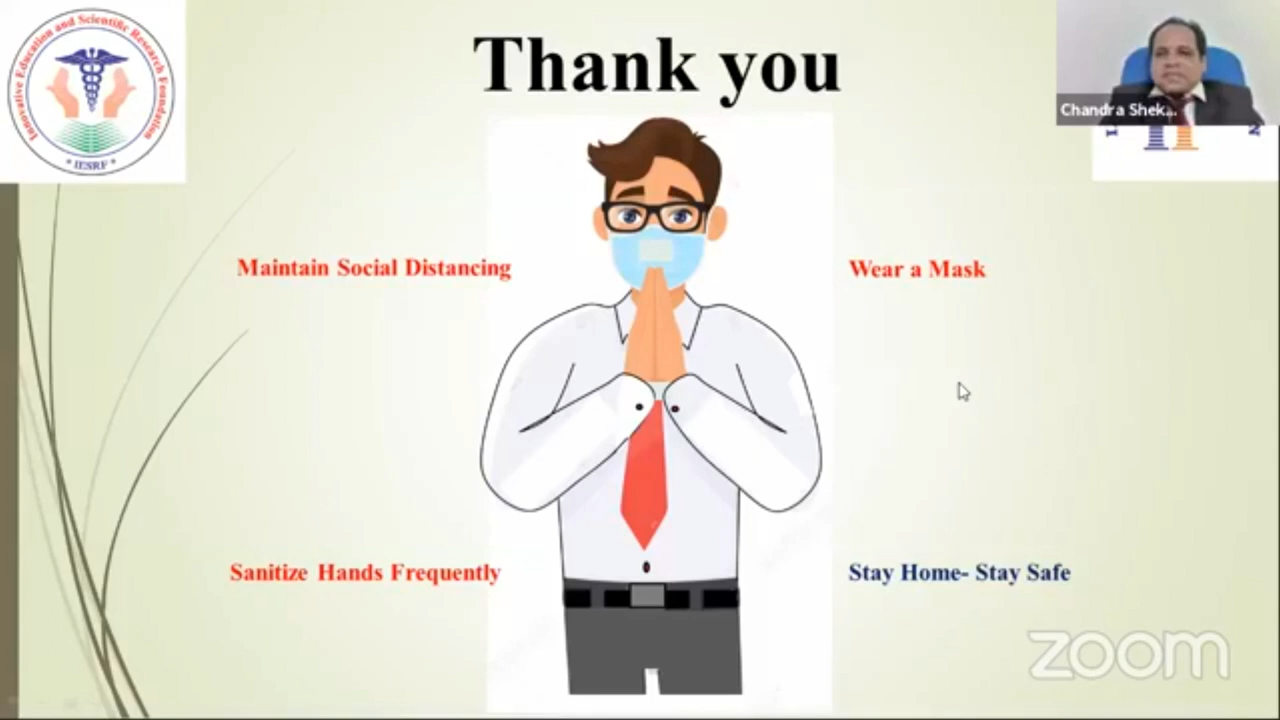 Innovative Education and Scientific Research Foundation
* IESRF *
Thank you
Chandra Shek...
Maintain Social Distancing
Wear a Mask
Sanitize Hands Frequently
Stay Home- Stay Safe
zoom